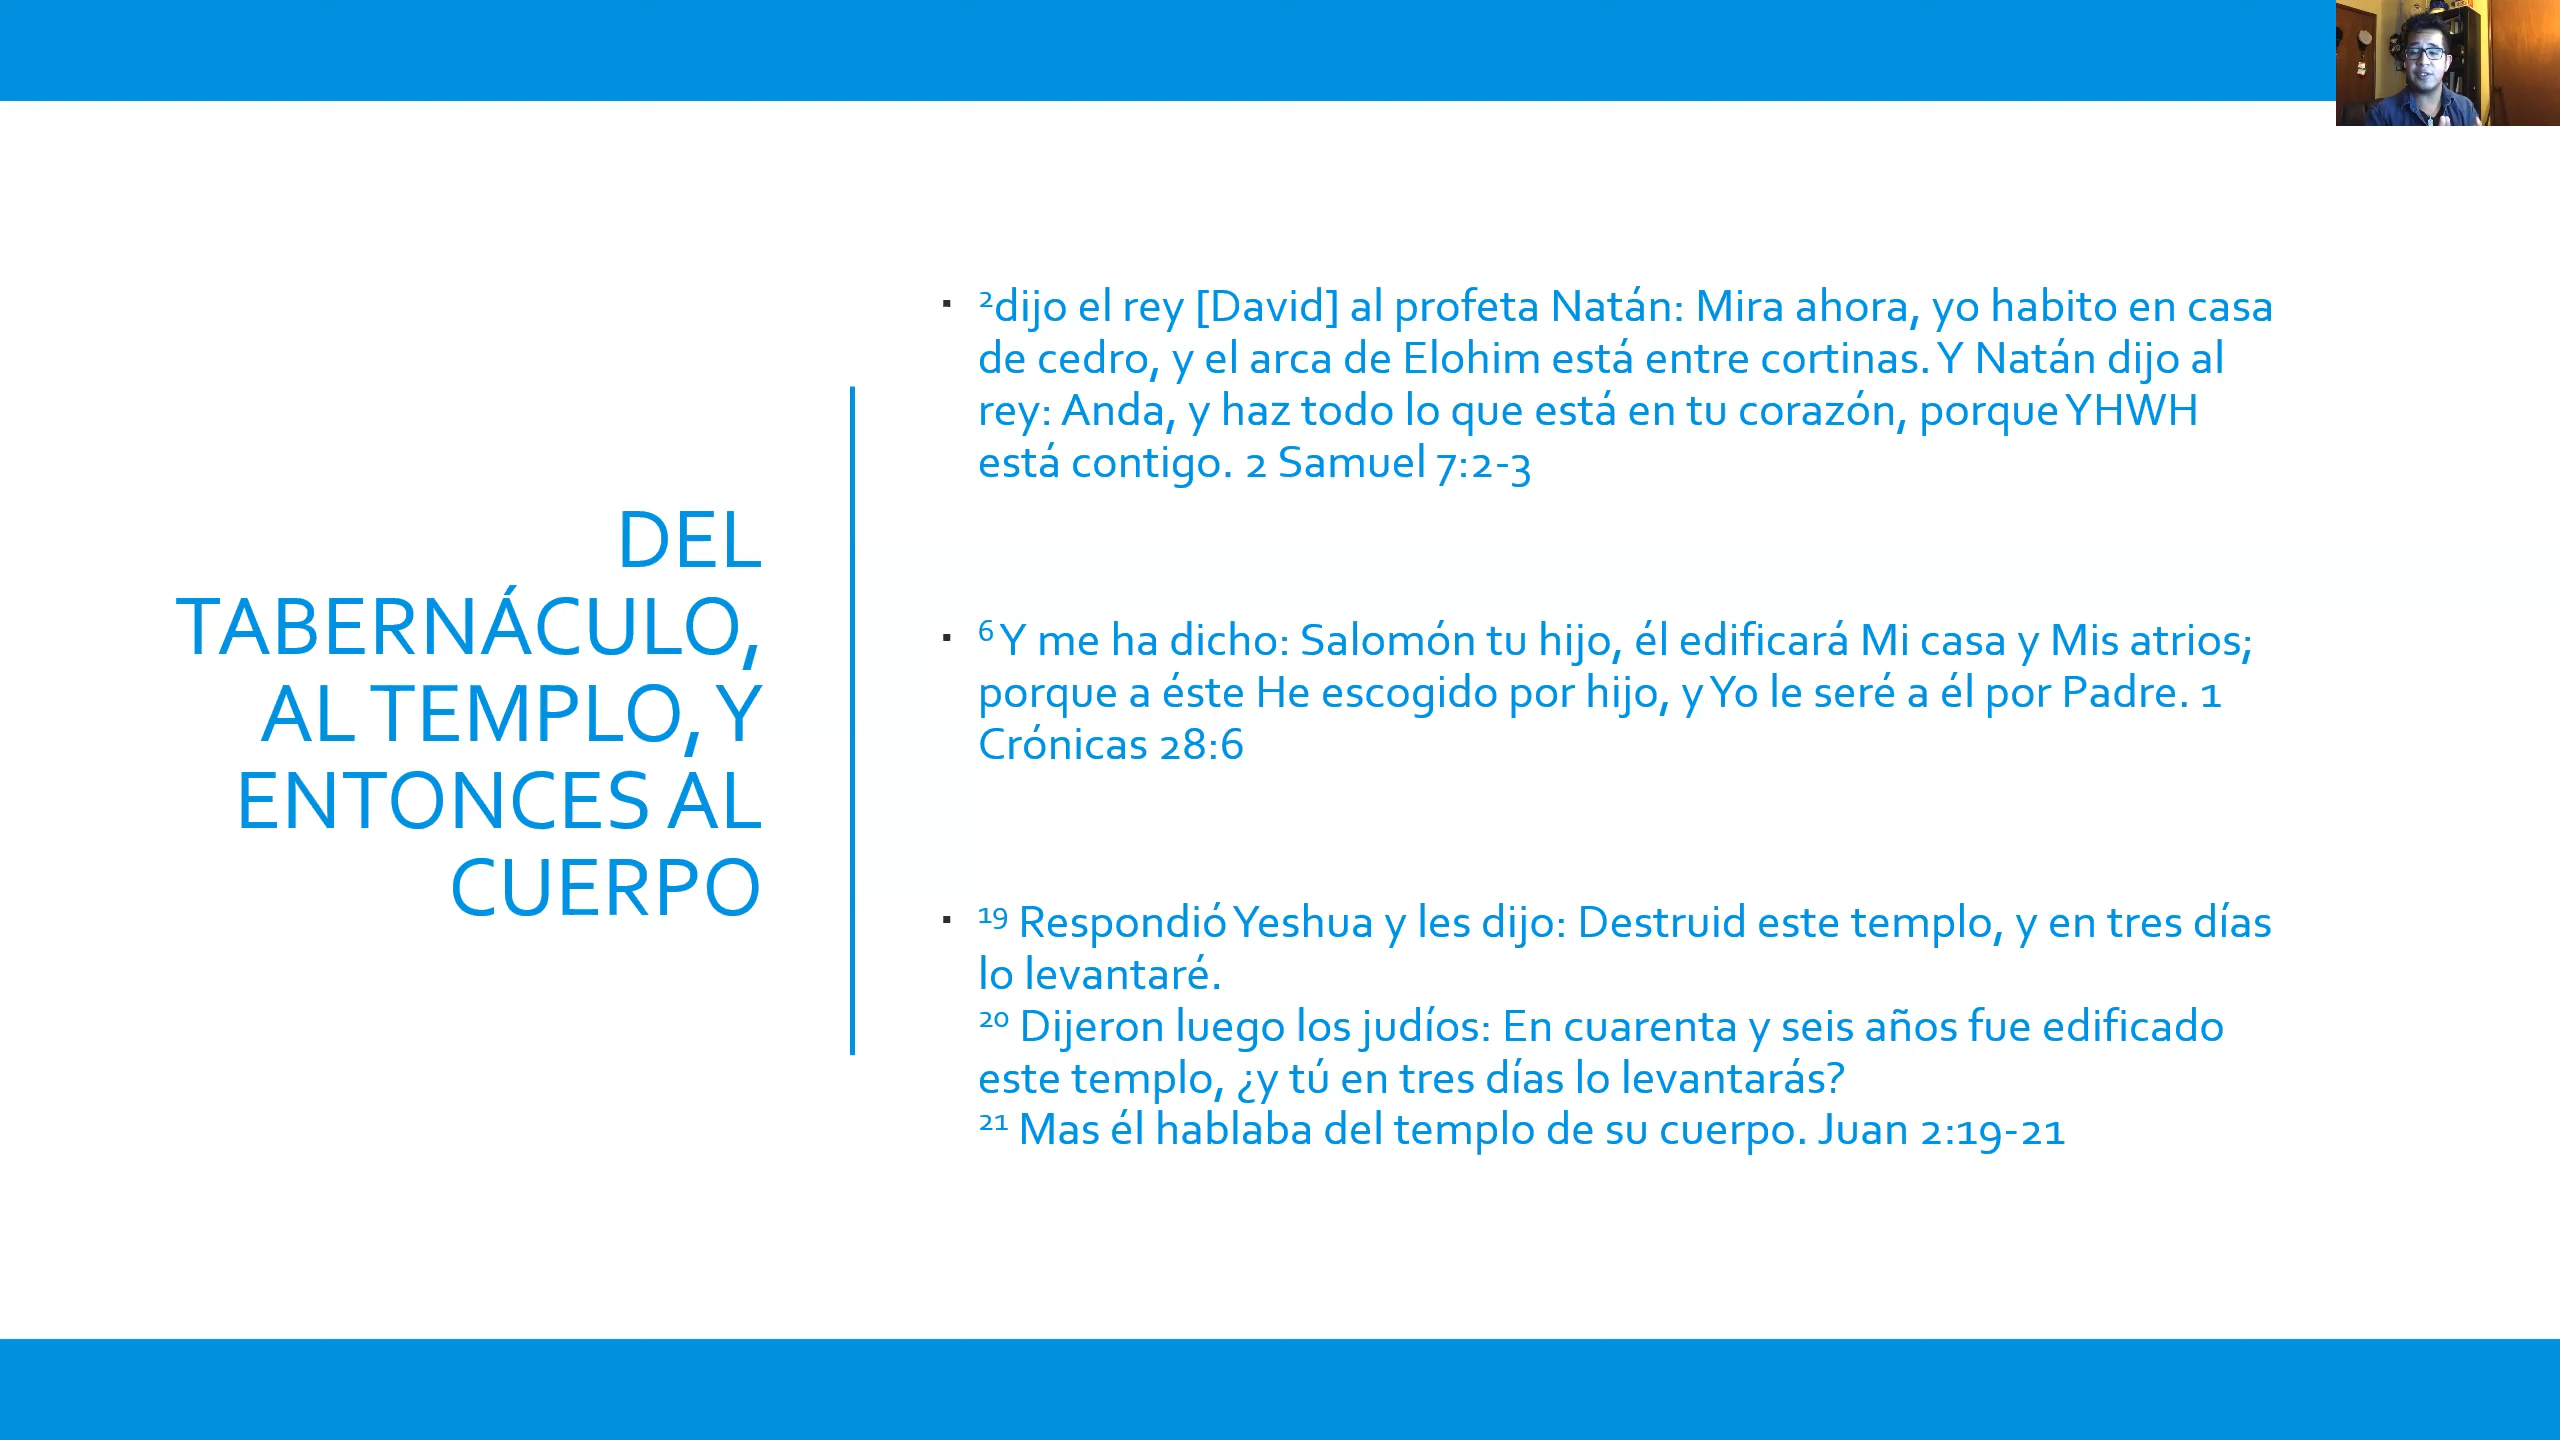 DEL
TABERNÁCULO,
AL TEMPLO, Y
ENTONCES AL
CUERPO
▪ ²dijo el rey [David] al profeta Natán: Mira ahora, yo habito en casa
de cedro, y el arca de Elohim está entre cortinas. Y Natán dijo al
rey: Anda, y haz todo lo que está en tu corazón, porque YHWH
está contigo. 2 Samuel 7:2-3
▪ ⁶ Y me ha dicho: Salomón tu hijo, él edificará Mi casa y Mis atrios;
porque a éste He escogido por hijo, y Yo le seré a él por Padre. 1
Crónicas 28:6
▪ ¹⁹ Respondió Yeshua y les dijo: Destruid este templo, y en tres días
lo levantaré.
²⁰ Dijeron luego los judíos: En cuarenta y seis años fue edificado
este templo, ¿y tú en tres días lo levantarás?
²¹ Mas él hablaba del templo de su cuerpo. Juan 2:19-21